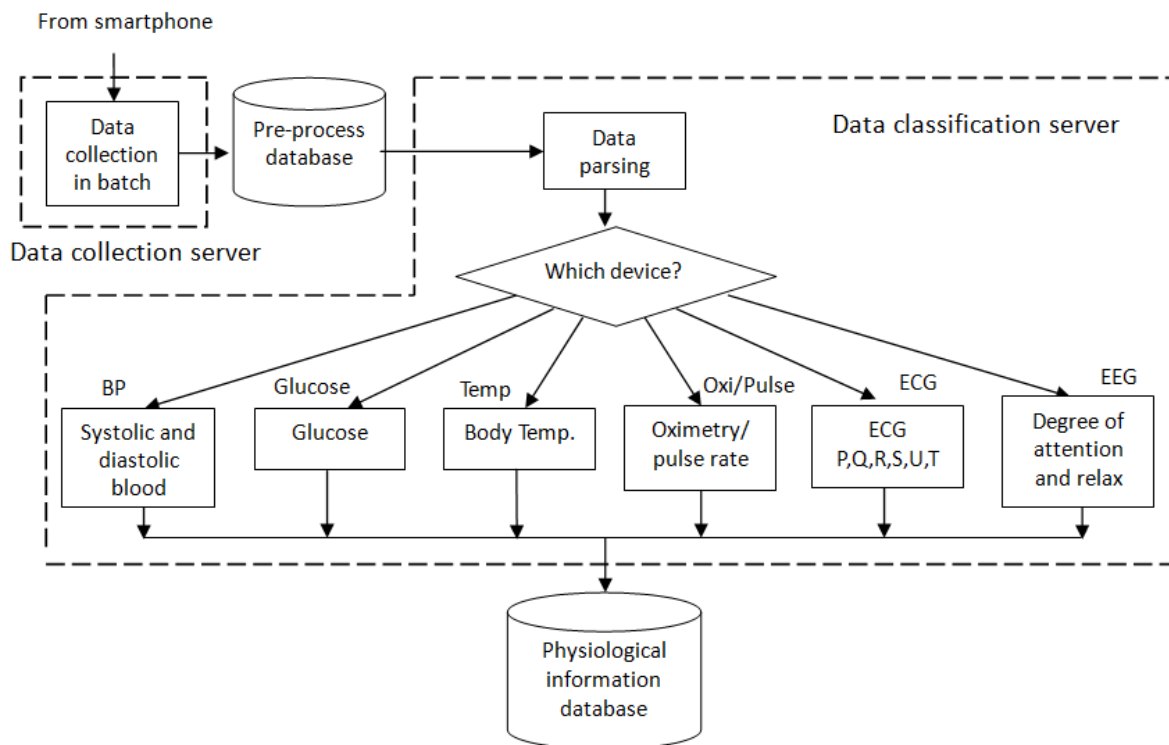 From smartphone
Data
collection
in batch
Pre-process
database
Data
parsing
Data classification server
Data collection server
Which device?
BP
Glucose
Temp
Oxi/Pulse
ECG
EEG
Systolic and
diastolic
blood
Glucose
Body Temp.
Oximetry/
pulse rate
ECG
P,Q,R,S,U,T
Degree of
attention
and relax
Physiological
information
database